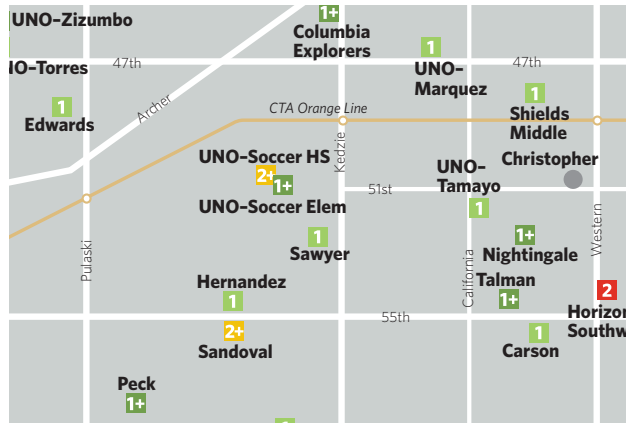 UNO–Zizumbo
1+
Columbia
Explorers
1
UNO–
Marquez
UNO–Torres
47th
47th
1
Edwards
Archer
CTA Orange Line
1
Shields
Middle
Kedzie
UNO–Soccer HS
2+
1+
UNO–Soccer Elem
51st
UNO–
Tamayo
1
Christopher
Pulaski
1
Sawyer
California
1+
Nightingale
Western
Talman
1+
Hernandez
1
2
Horizon
Southw
55th
2+
Sandoval
1
Carson
Peck
1+